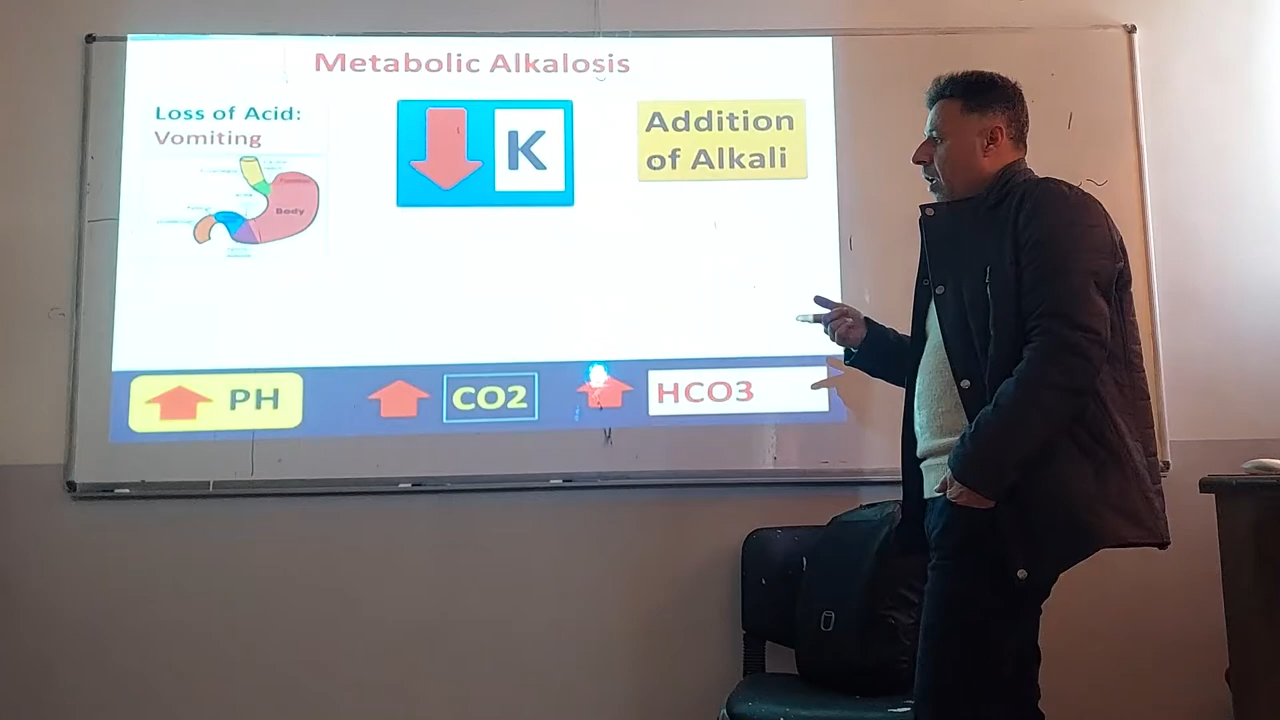 Metabolic Alkalosis
Loss of Acid:
Vomiting
Body
K
Addition
of Alkali
PH
CO2
HCO3